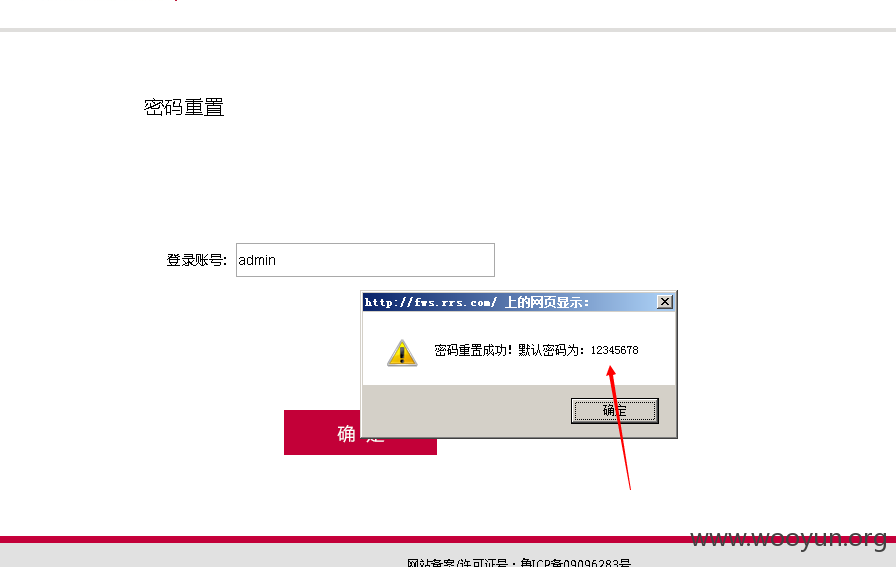 密码重置
登录账号:
admin
http://fws.rrs.com/ 上的网页显示:
密码重置成功！默认密码为：12345678
确定
确 定
www.wooyun.org
网站备案/许可证号：鲁ICP备09096283号